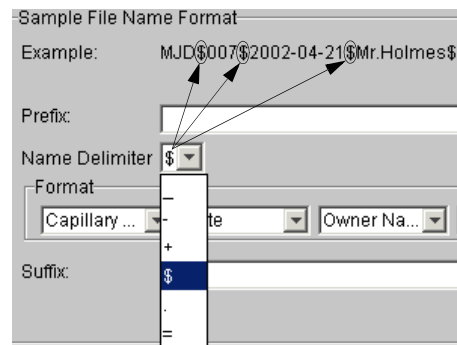 Sample File Name Format
Example: MJD$007$2002-04-21$Mr.Holmes$
Prefix:
Name Delimiter $
_
Format
Capillary ... - te Owner Na...
+
Suffix: $
.
=